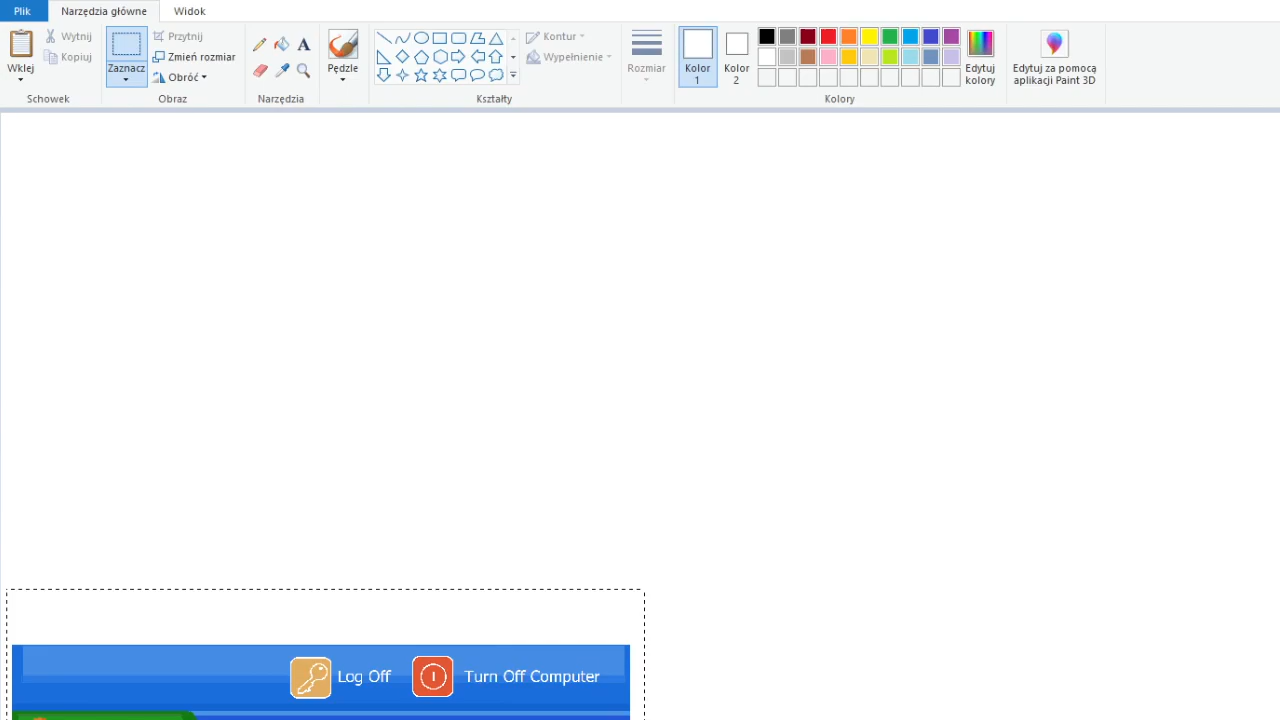 Plik Narzędzia główne Widok
Wklej
Wytnij
Kopiuj
Schowek
Zaznacz
Przytnij
Zmień rozmiar
Obróć
Obraz
A
Narzędzia
Pędzle
Kształty
Kontur
Wypełnienie
Rozmiar
Kolor
1
Kolor
2
Edytuj
kolory
Kolory
Edytuj za pomocą
aplikacji Paint 3D
Log Off Turn Off Computer